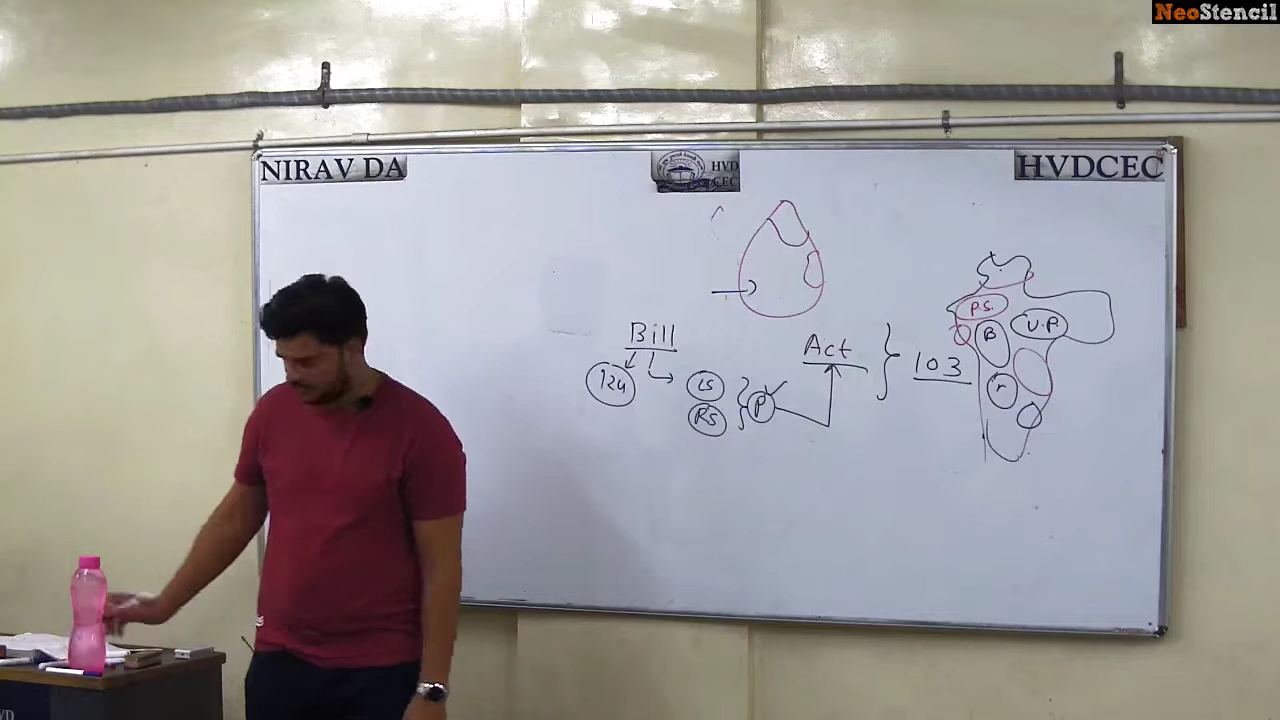 NeoStencil
NIRAV DA
HVD
CEC
HVDCEC
Bill
124
LS
RS
P
Act
103
P.S.
B
U.P
r